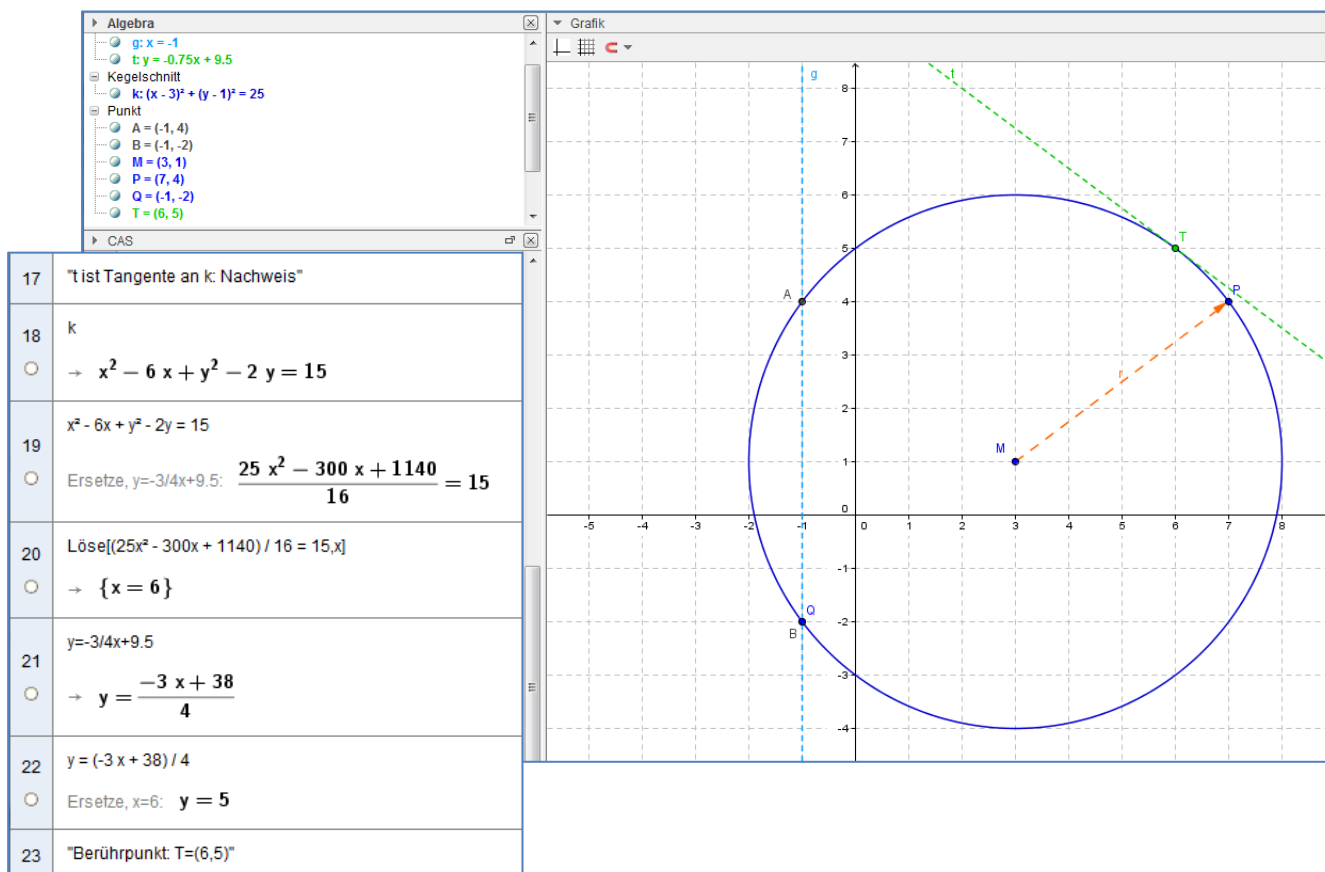 Algebra
g: x = -1
t: y = -0.75x + 9.5
Kegelschnitt
k: (x - 3)² + (y - 1)² = 25
Punkt
A = (-1, 4)
B = (-1, -2)
M = (3, 1)
P = (7, 4)
Q = (-1, -2)
T = (6, 5)
CAS
17 "t ist Tangente an k: Nachweis"
18 k
→ x² − 6 x + y² − 2 y = 15
19 x² - 6x + y² - 2y = 15
Ersetze, y=-3/4x+9.5: (25 x² − 300 x + 1140) / 16 = 15
20 Löse[(25x² - 300x + 1140) / 16 = 15,x]
→ {x = 6}
21 y=-3/4x+9.5
→ y = (−3 x + 38) / 4
22 y = (-3 x + 38) / 4
Ersetze, x=6: y = 5
23 "Berührpunkt: T=(6,5)"
Grafik
g
t
8
7
6
5
T
A
4
P
3
r
2
M
1
0
-5 -4 -3 -2 -1 0 1 2 3 4 5 6 7 8
-1
Q
-2
B
-3
-4